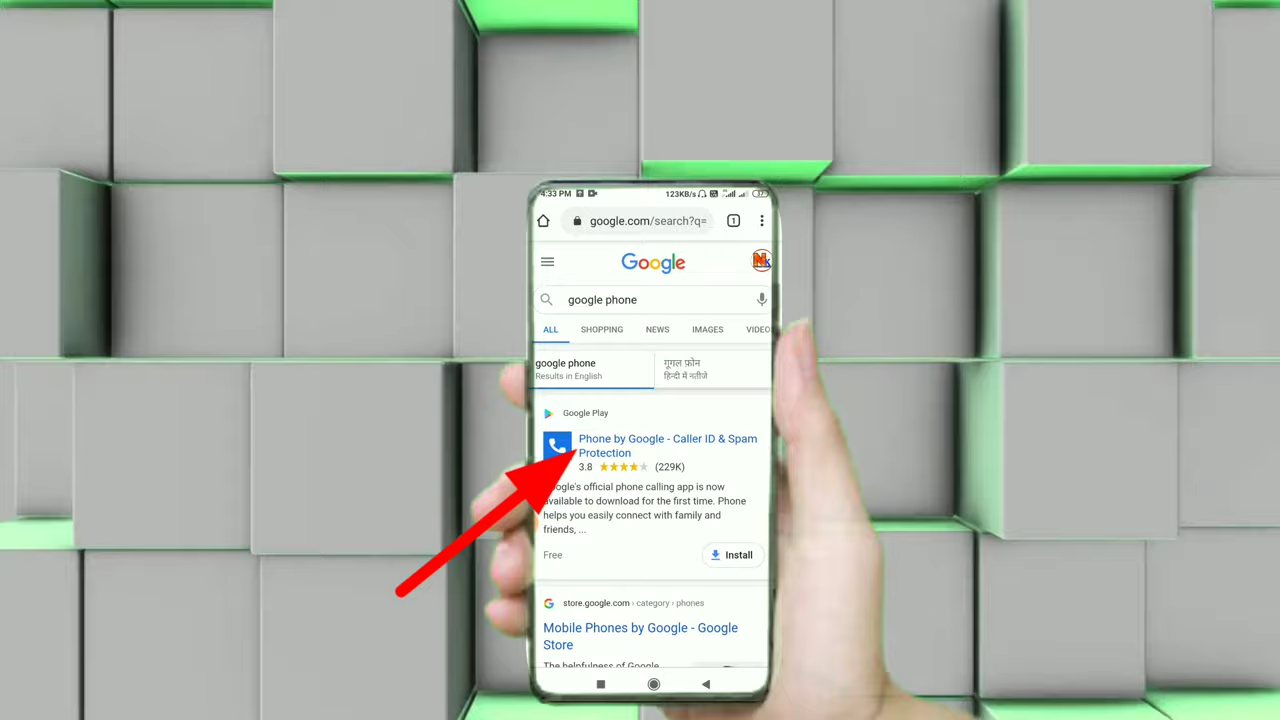 4:33 PM 123KB/s 37
google.com/search?q= 1
Google
google phone
ALL SHOPPING NEWS IMAGES VIDEO
google phone गूगल फ़ोन
Results in English हिन्दी में नतीजे
Google Play
Phone by Google - Caller ID & Spam
Protection
3.8 (229K)
Google's official phone calling app is now
available to download for the first time. Phone
helps you easily connect with family and
friends, ...
Free Install
store.google.com › category › phones
Mobile Phones by Google - Google
Store
The helpfulness of Google